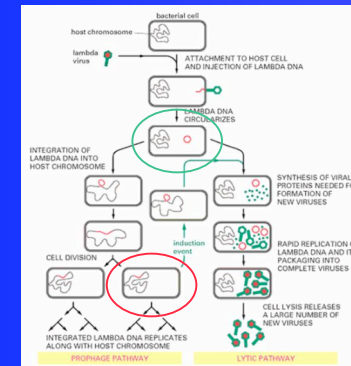 bacterial cell
host chromosome
lambda
virus
ATTACHMENT TO HOST CELL
AND INJECTION OF LAMBDA DNA
LAMBDA DNA
CIRCULARIZES
INTEGRATION OF
LAMBDA DNA INTO
HOST CHROMOSOME
SYNTHESIS OF VIRAL
PROTEINS NEEDED FO
FORMATION OF
NEW VIRUSES
induction
event
RAPID REPLICATION O
LAMBDA DNA AND IT
PACKAGING INTO
COMPLETE VIRUSES
CELL DIVISION
CELL LYSIS RELEASES
A LARGE NUMBER OF
NEW VIRUSES
INTEGRATED LAMBDA DNA REPLICATES
ALONG WITH HOST CHROMOSOME
PROPHAGE PATHWAY
LYTIC PATHWAY